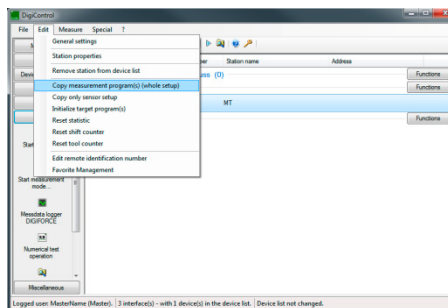 DigiControl
File Edit Measure Special ?
General settings
Station properties
Remove station from device list
Copy measurement program(s) (whole setup)
Copy only sensor setup
Initialize target program(s)
Reset statistic
Reset shift counter
Reset tool counter
Edit remote identification number
Favorite Management
Station name Address
(0)
Functions
Functions
MT
Functions
Start measurement
mode...
Messdata logger
DIGIFORCE
Numerical test
operation
Miscellaneous
Logged user: MasterName (Master). 3 interface(s) - with 1 device(s) in the device list. Device list not changed.